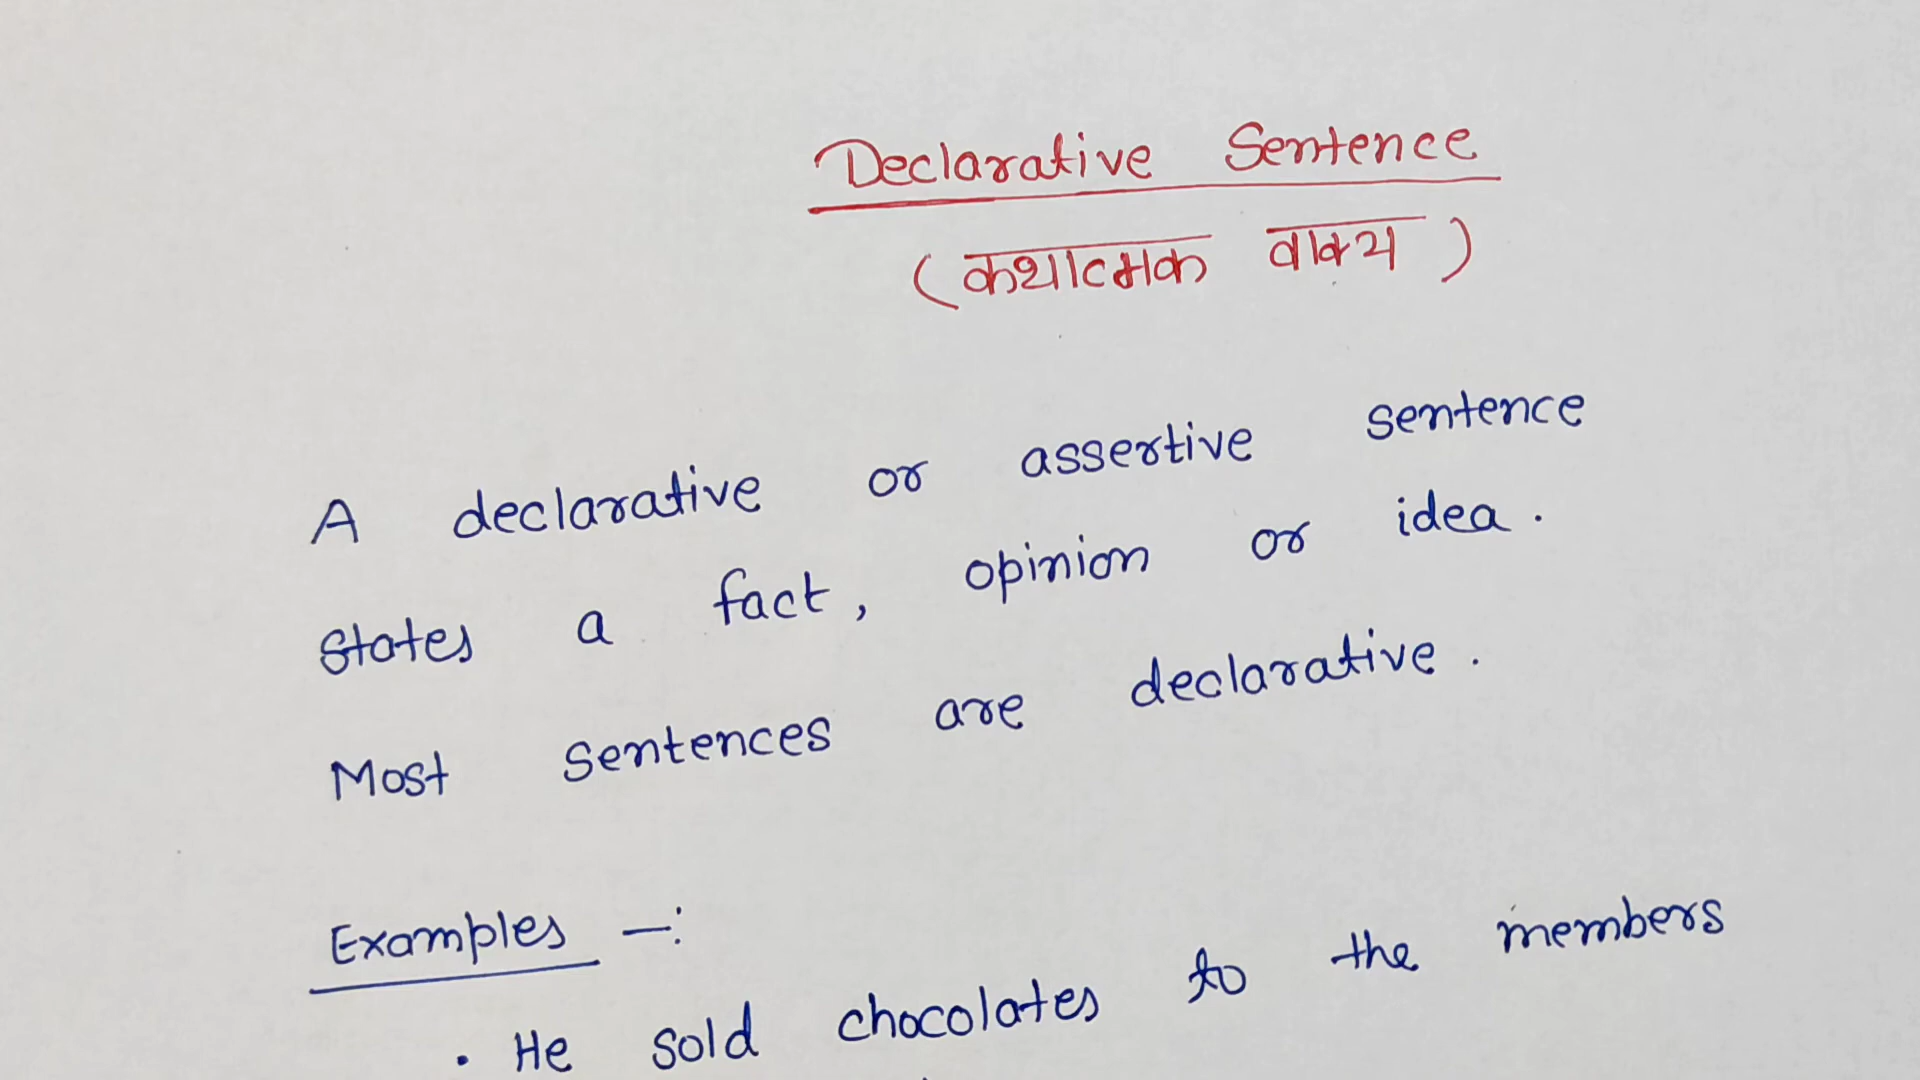 Declarative Sentence
(कथात्मक वाक्य)
A declarative or assertive sentence
states a fact, opinion or idea.
Most sentences are declarative.
Examples –:
• He sold chocolates to the members